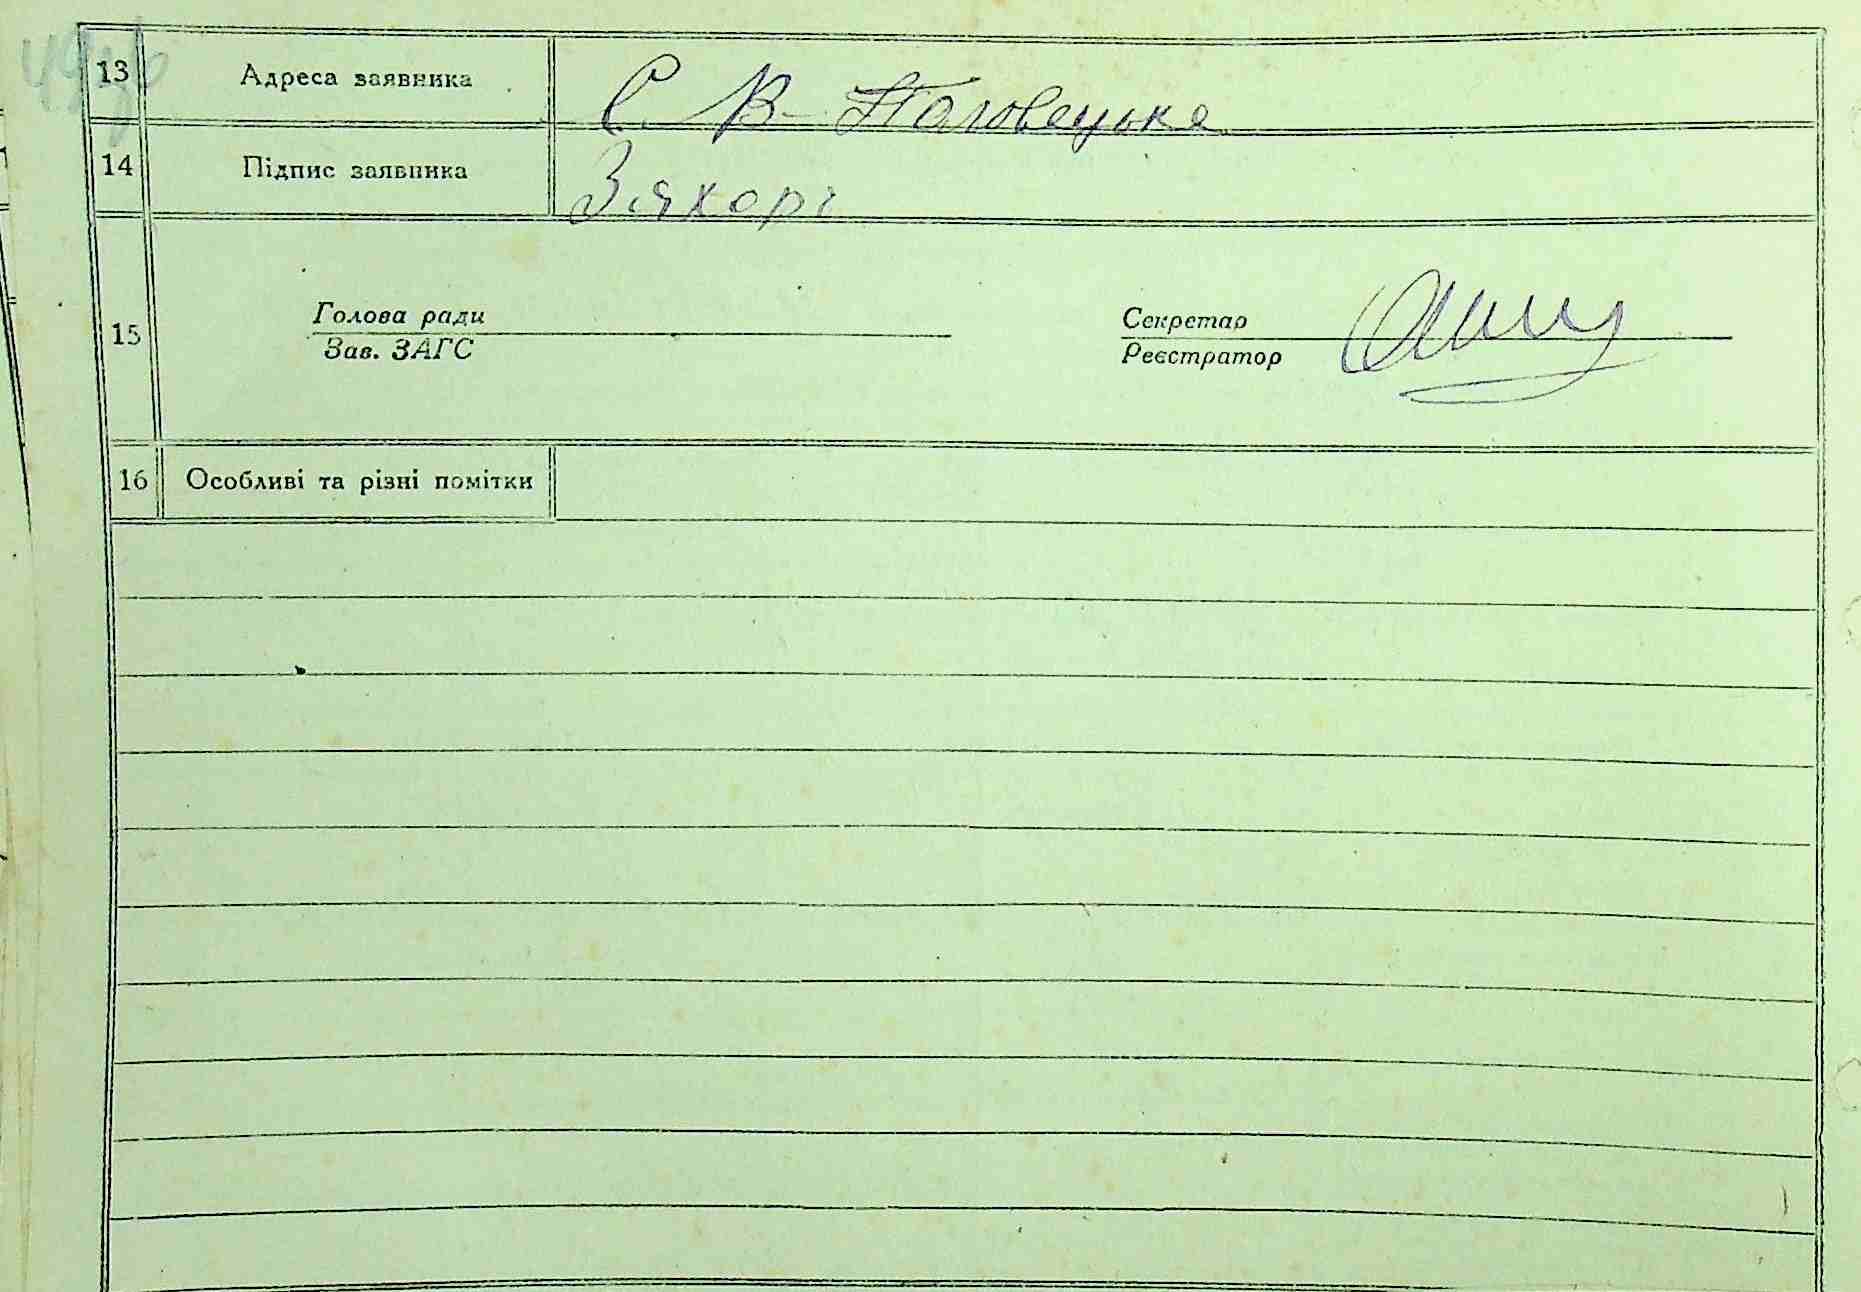 13 Адреса заявника С. В-Половецьке
14 Підпис заявника
15 Голова ради
Зав. ЗАГС
Секретар
Реєстратор
16 Особливі та різні помітки